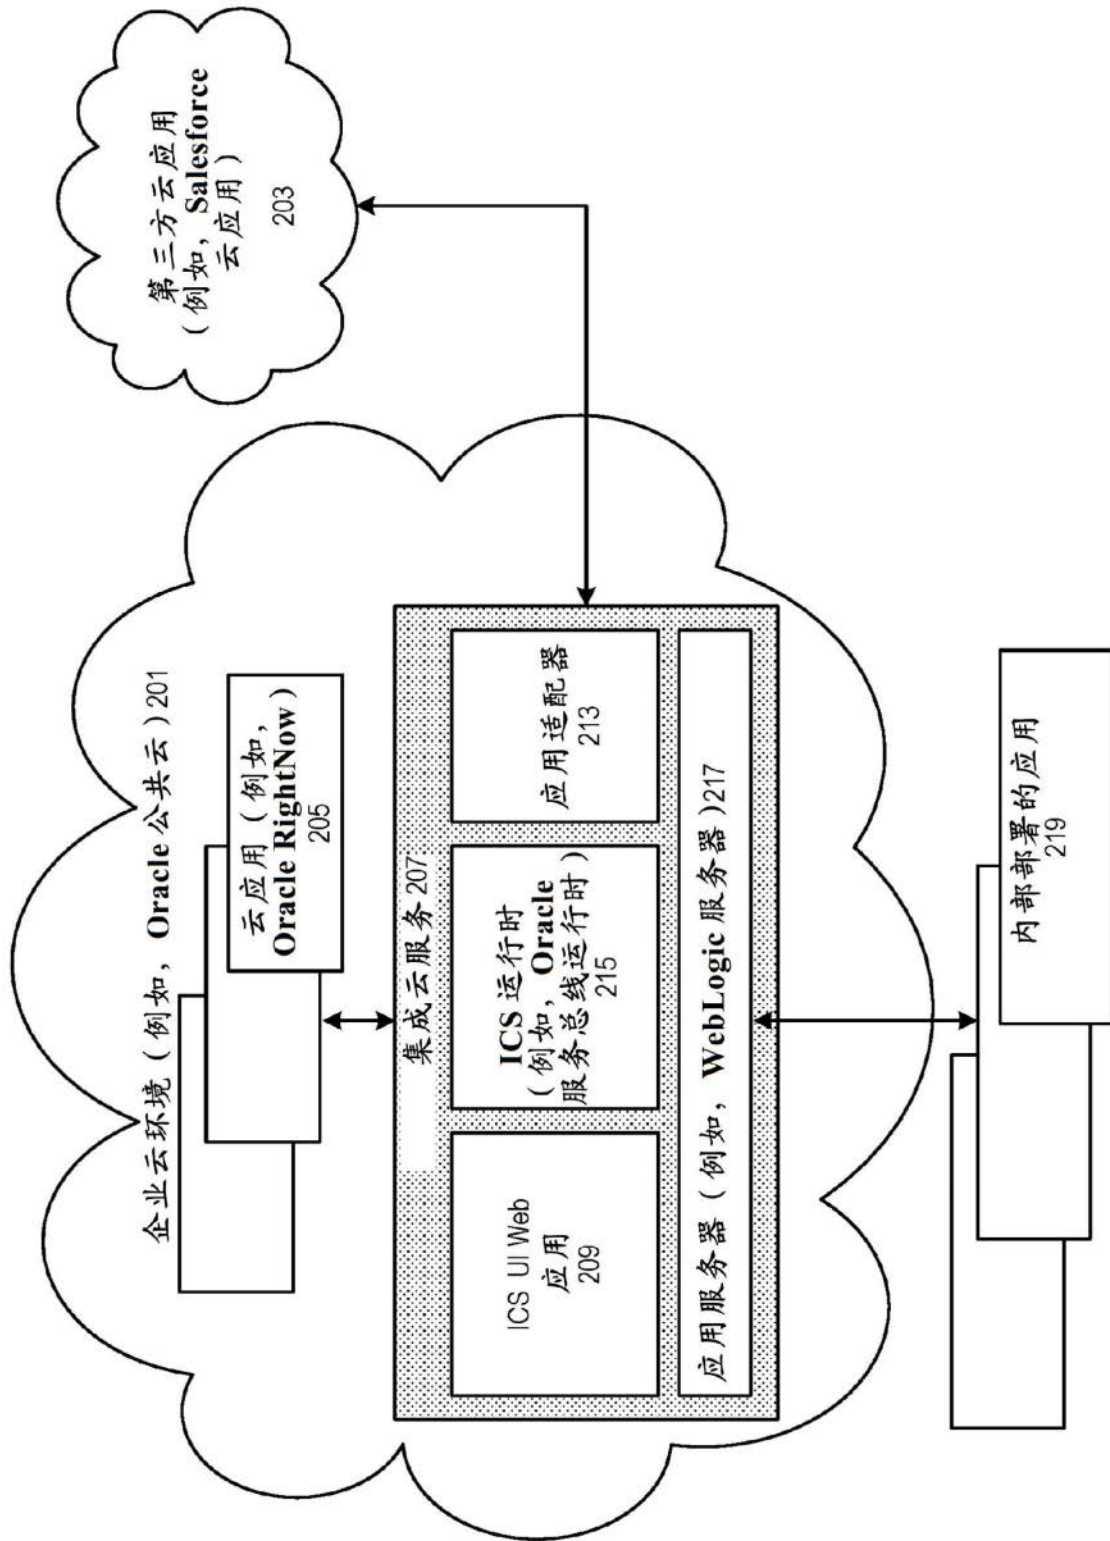 第三方云应用
（例如，Salesforce
云应用）
203
企业云环境（例如，Oracle 公共云)201
云应用（例如，
Oracle RightNow)
205
集成云服务 207
ICS UI Web
应用
209
ICS 运行时
（例如，Oracle
服务总线运行时）
215
应用适配器
213
应用服务器（例如，WebLogic 服务器)217
内部部署的应用
219